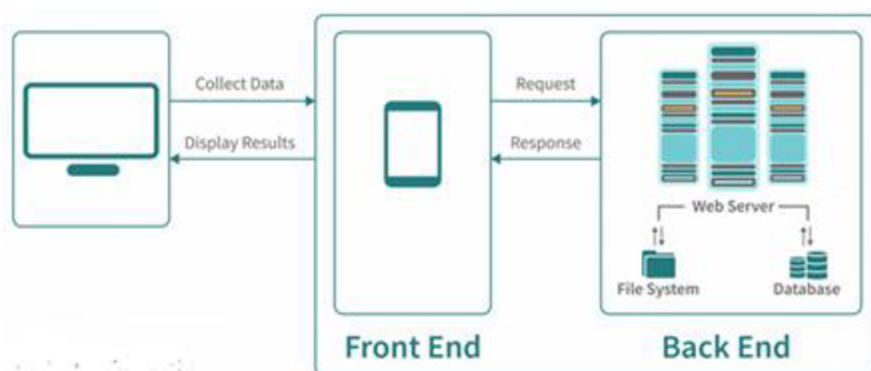 Collect Data
Request
Display Results
Response
Web Server
File System
Database
Front End
Back End